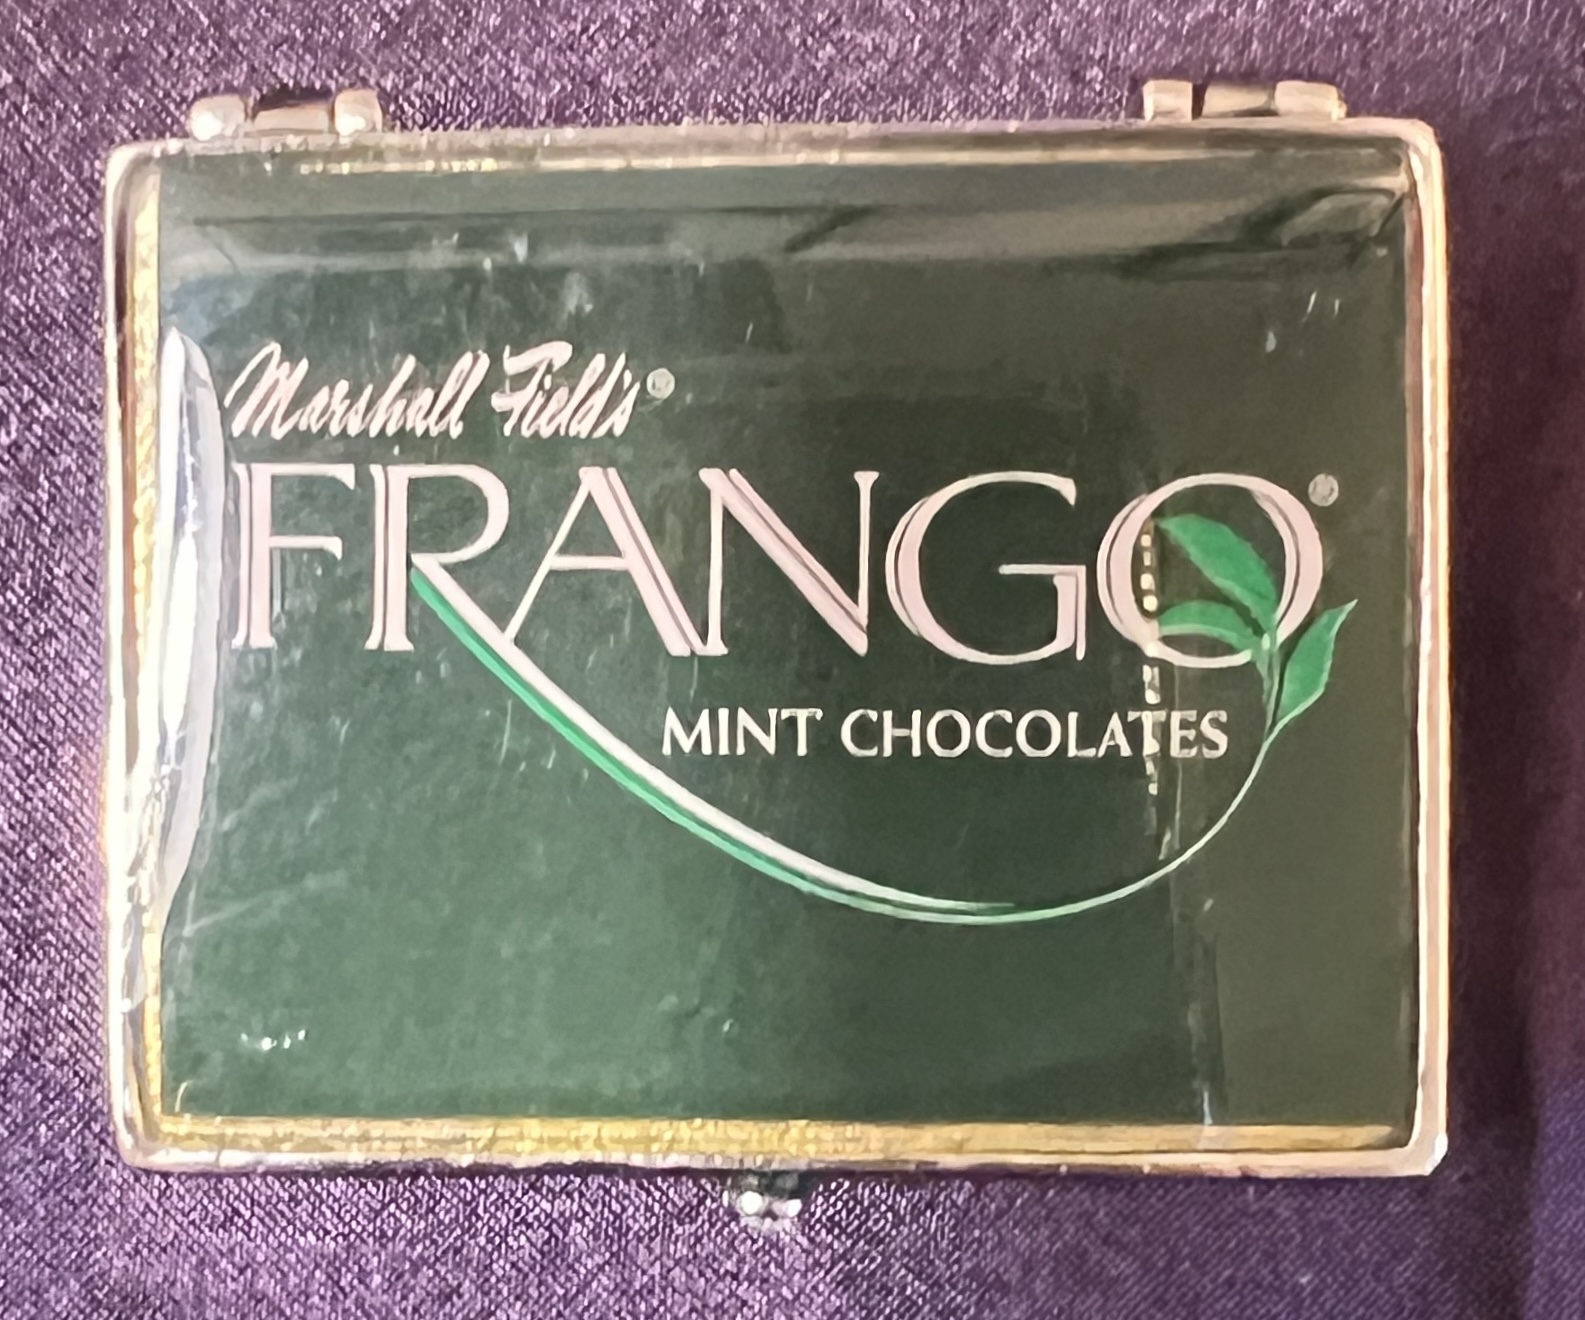 Marshall Field's®
FRANGO®
MINT CHOCOLATES